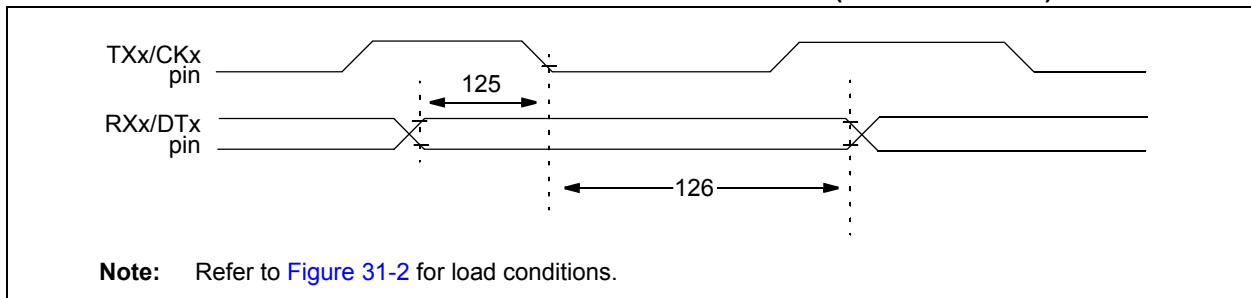 TXx/CKx
pin
125
RXx/DTx
pin
126
Note: Refer to Figure 31-2 for load conditions.